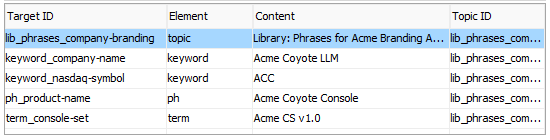 Target ID Element Content Topic ID
lib_phrases_company-branding topic Library: Phrases for Acme Branding A... lib_phrases_com...
keyword_company-name keyword Acme Coyote LLM lib_phrases_com...
keyword_nasdaq-symbol keyword ACC lib_phrases_com...
ph_product-name ph Acme Coyote Console lib_phrases_com...
term_console-set term Acme CS v1.0 lib_phrases_com...